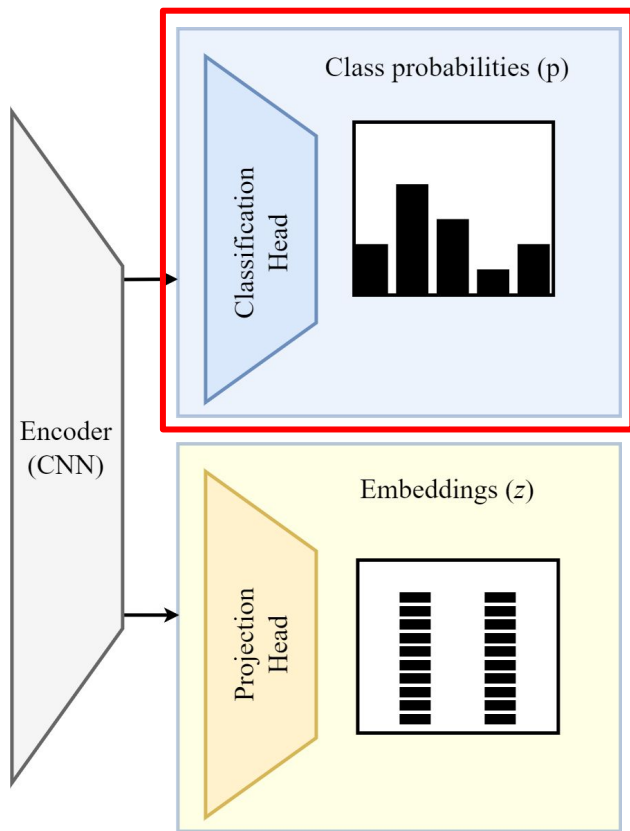 Class probabilities (p)
Classification
Head
Encoder
(CNN)
Embeddings (z)
Projection
Head